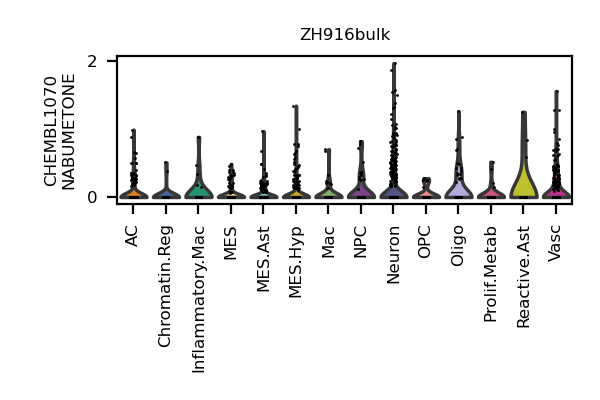 ZH916bulk
CHEMBL1070
NABUMETONE
2
0
AC
Chromatin.Reg
Inflammatory.Mac
MES
MES.Ast
MES.Hyp
Mac
NPC
Neuron
OPC
Oligo
Prolif.Metab
Reactive.Ast
Vasc